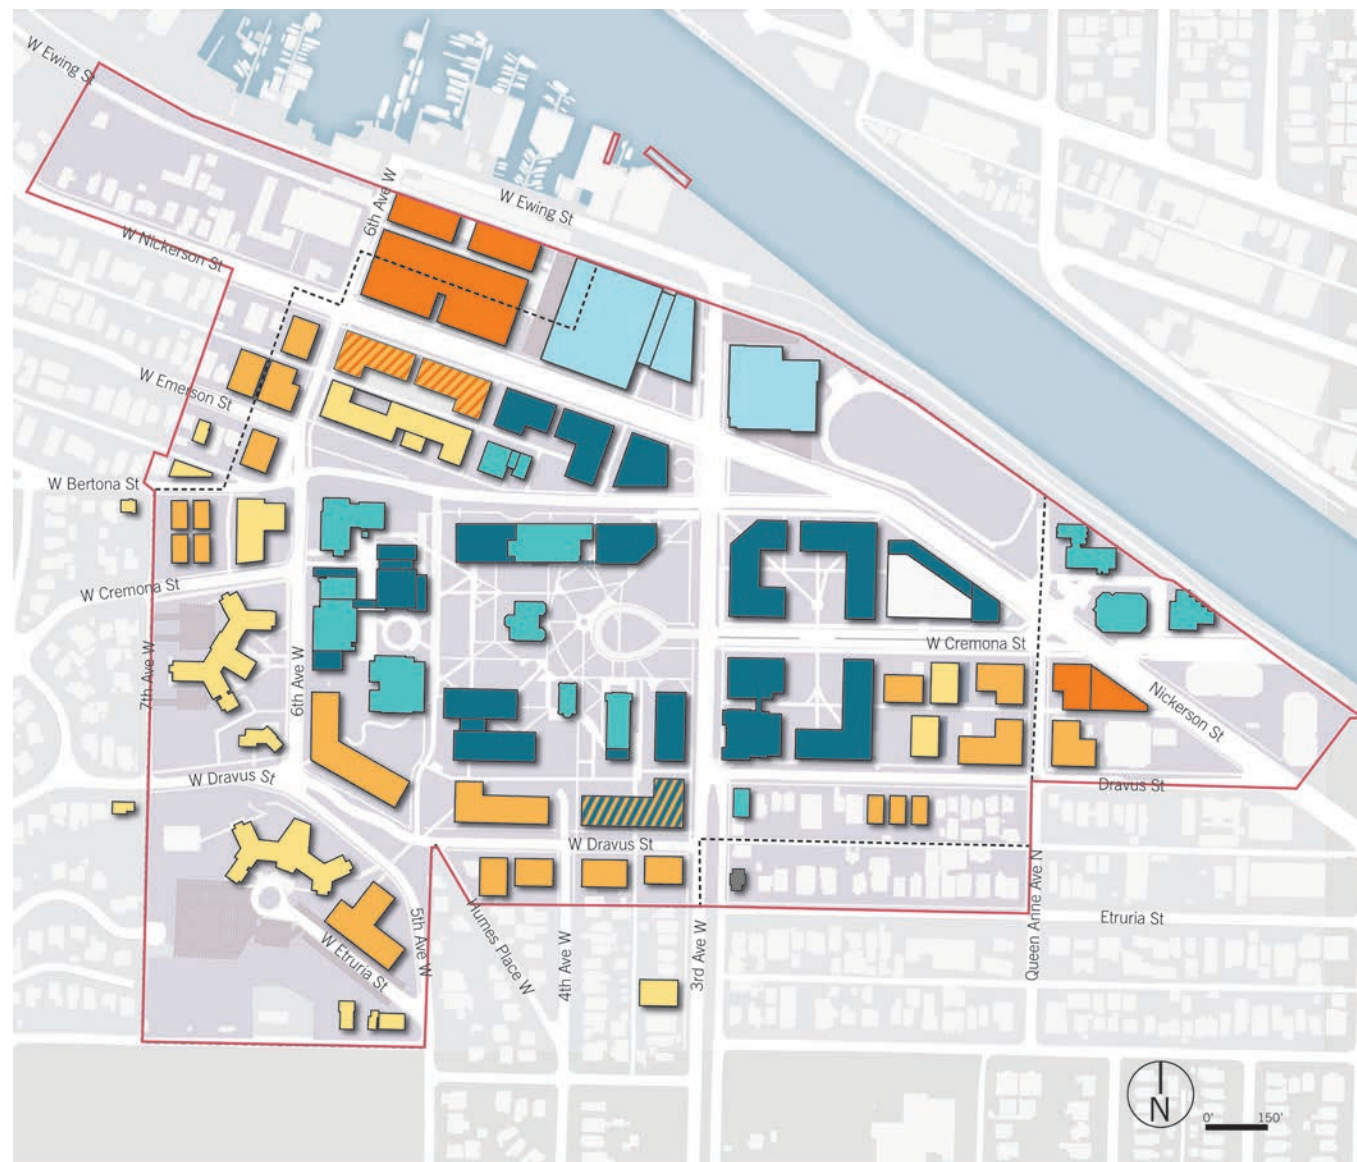 W Ewing St
6th Ave W
W Ewing St
W Nickerson St
W Emerson St
W Bertona St
W Cremona St
W Cremona St
7th Ave W
6th Ave W
Nickerson St
W Dravus St
Dravus St
W Dravus St
5th Ave W
Humes Place W
4th Ave W
3rd Ave W
Queen Anne Ave N
Etruria St
W Etruria St
N
0'
150'